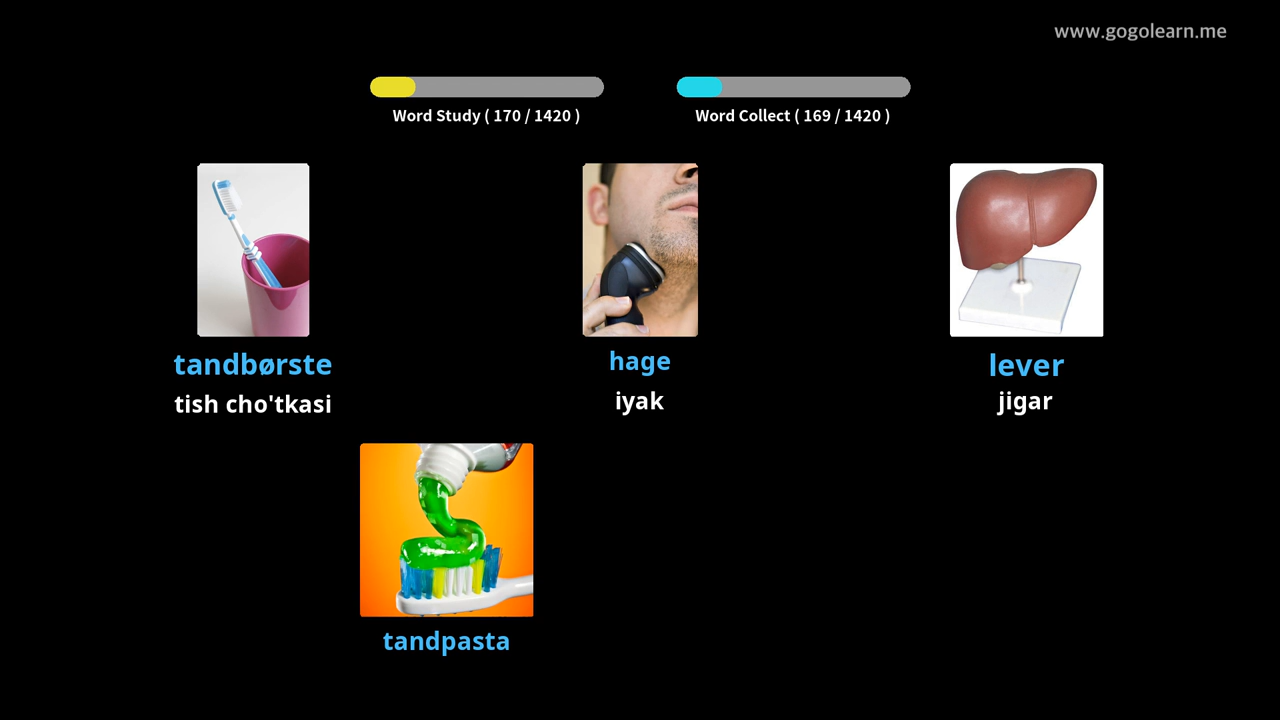 www.gogolearn.me
Word Study ( 170 / 1420 )
Word Collect ( 169 / 1420 )
tandbørste
tish cho'tkasi
hage
iyak
lever
jigar
tandpasta